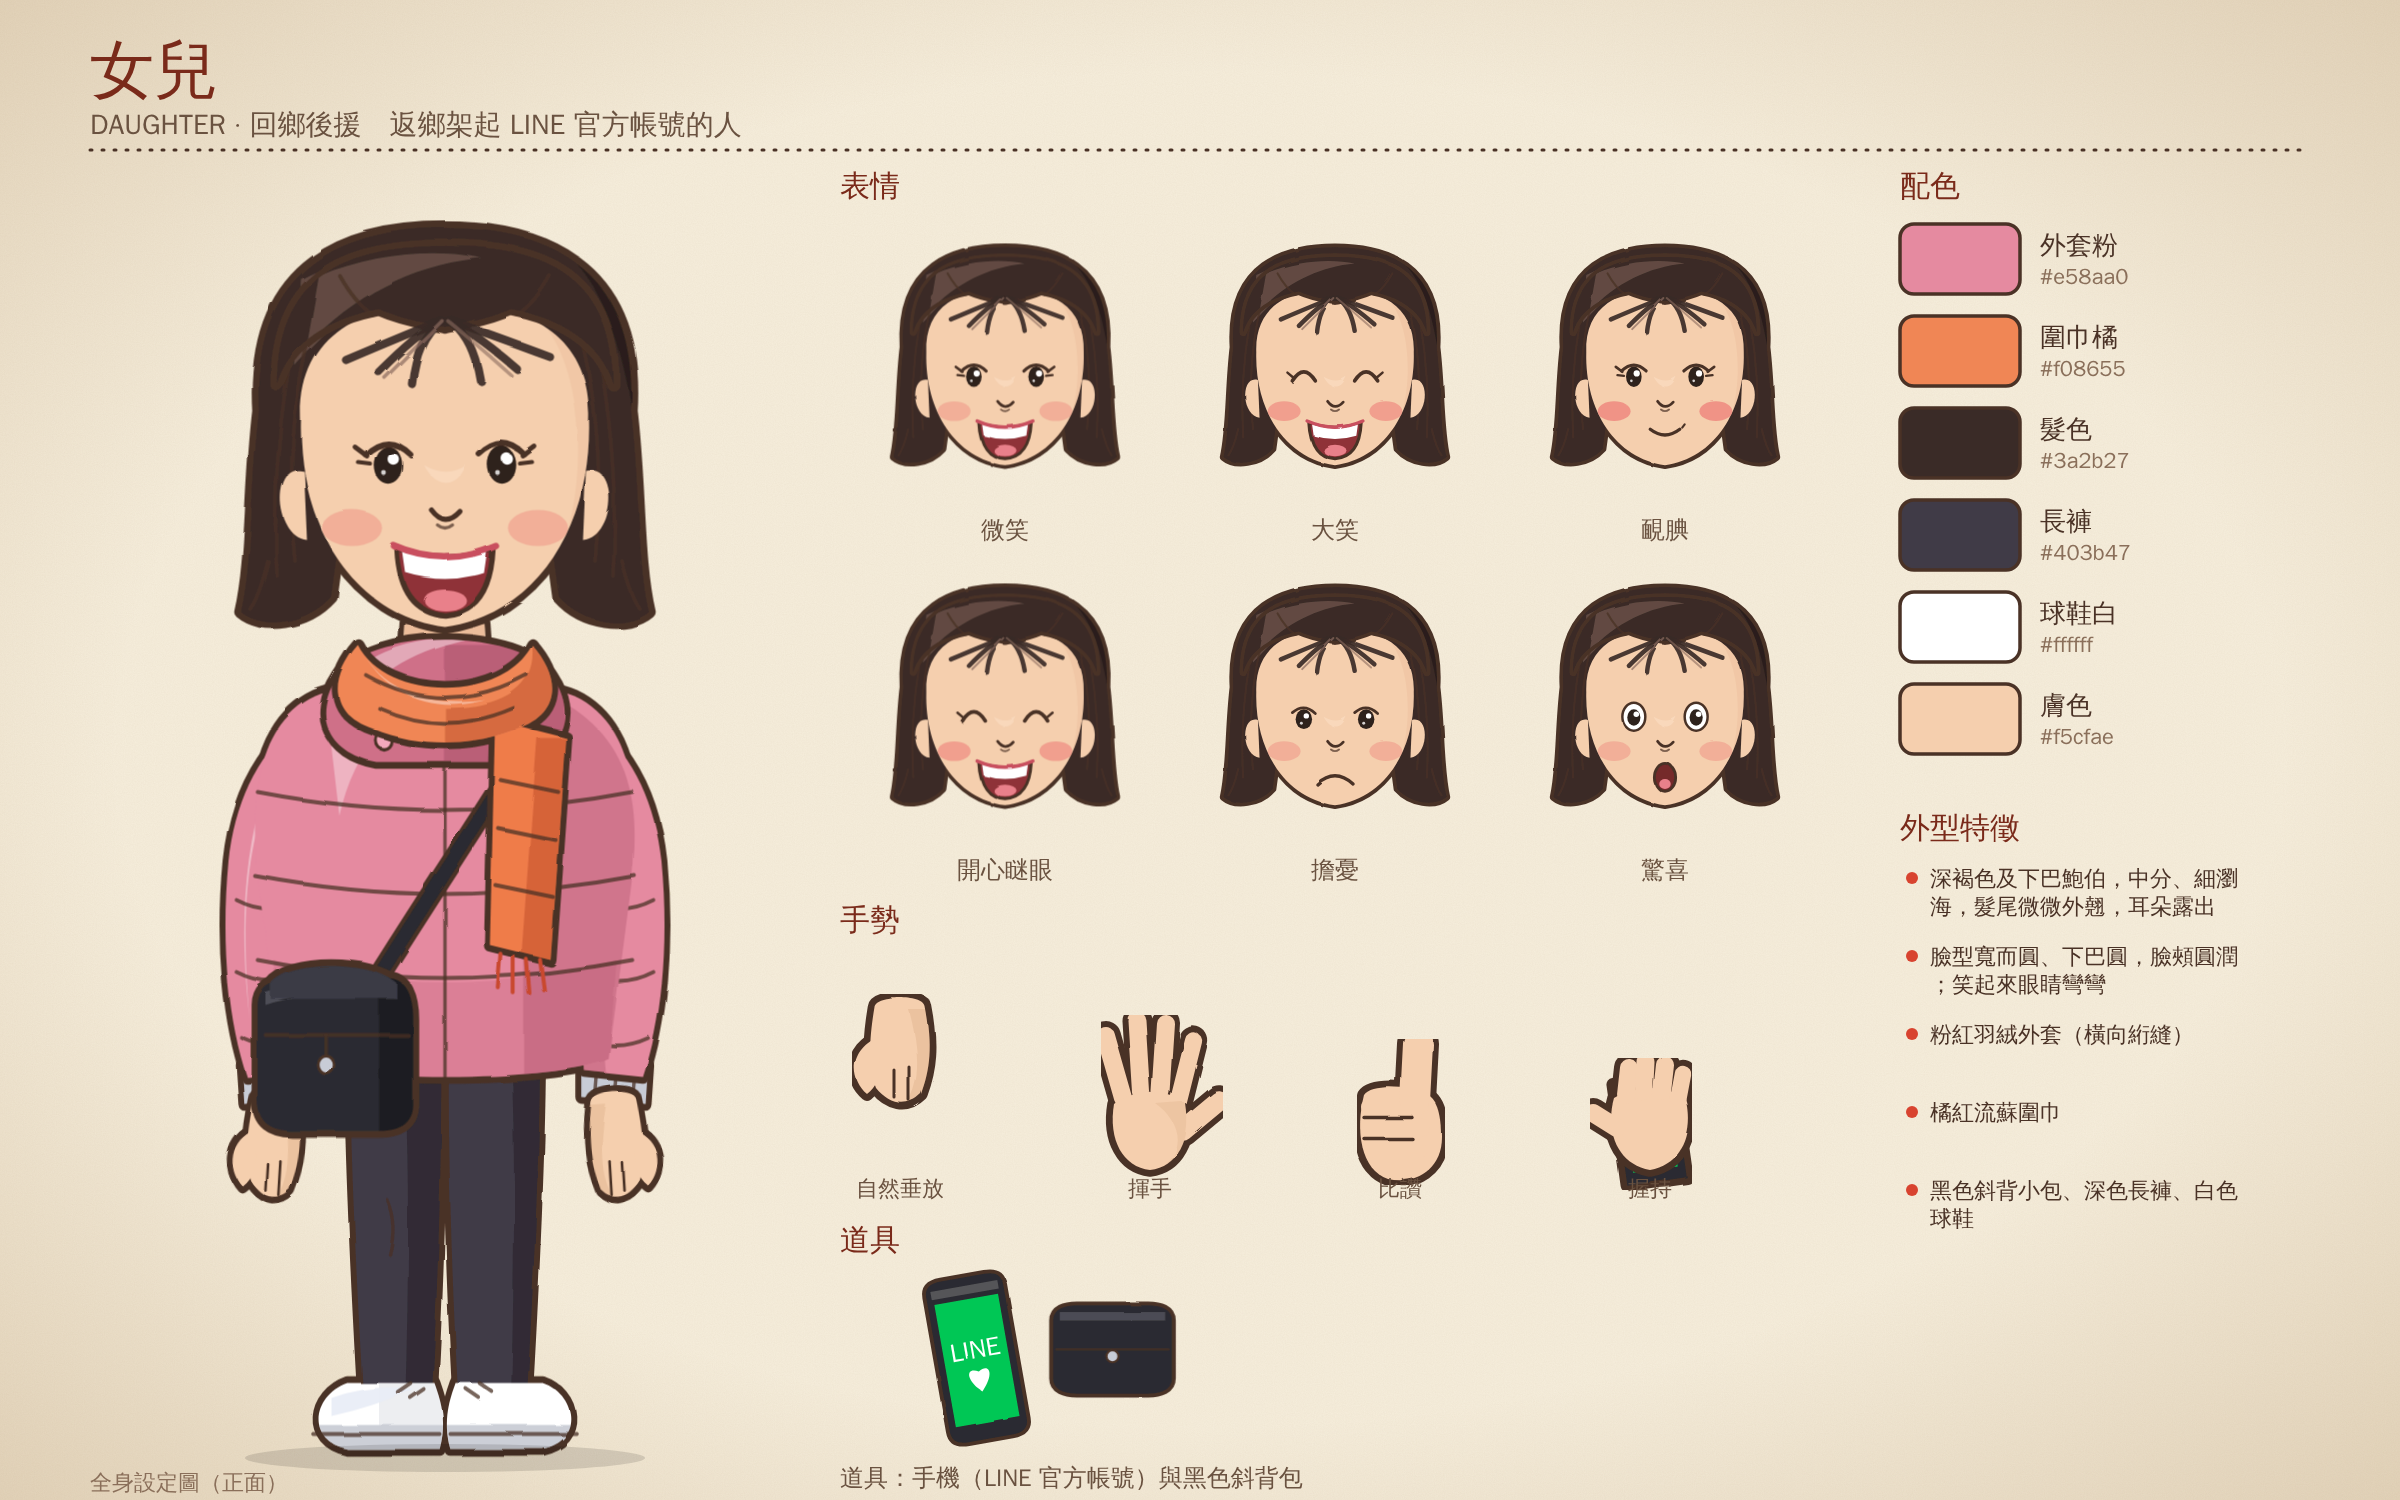 女兒
DAUGHTER · 回鄉後援　返鄉架起 LINE 官方帳號的人
表情
微笑
大笑
靦腆
開心瞇眼
擔憂
驚喜
手勢
自然垂放
揮手
比讚
握持
道具
LINE
道具：手機（LINE 官方帳號）與黑色斜背包
配色
外套粉
#e58aa0
圍巾橘
#f08655
髮色
#3a2b27
長褲
#403b47
球鞋白
#ffffff
膚色
#f5cfae
外型特徵
深褐色及下巴鮑伯，中分、細瀏
海，髮尾微微外翹，耳朵露出
臉型寬而圓、下巴圓，臉頰圓潤
；笑起來眼睛彎彎
粉紅羽絨外套（橫向絎縫）
橘紅流蘇圍巾
黑色斜背小包、深色長褲、白色
球鞋
全身設定圖（正面）